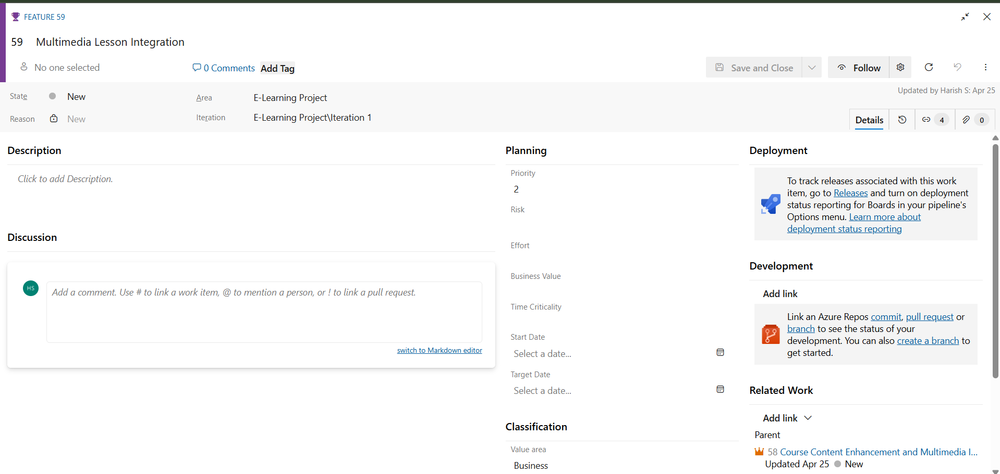 FEATURE 59
59 Multimedia Lesson Integration
No one selected
0 Comments
Add Tag
Save and Close
Follow
State
New
Area
E-Learning Project
Updated by Harish S: Apr 25
Reason
New
Iteration
E-Learning Project\Iteration 1
Details
4
0
Description
Click to add Description.
Discussion
HS
Add a comment. Use # to link a work item, @ to mention a person, or ! to link a pull request.
switch to Markdown editor
Planning
Priority
2
Risk
Effort
Business Value
Time Criticality
Start Date
Select a date...
Target Date
Select a date...
Classification
Value area
Business
Deployment
To track releases associated with this work
item, go to Releases and turn on deployment
status reporting for Boards in your pipeline's
Options menu. Learn more about
deployment status reporting
Development
Add link
Link an Azure Repos commit, pull request or
branch to see the status of your
development. You can also create a branch to
get started.
Related Work
Add link
Parent
58 Course Content Enhancement and Multimedia I...
Updated Apr 25 New